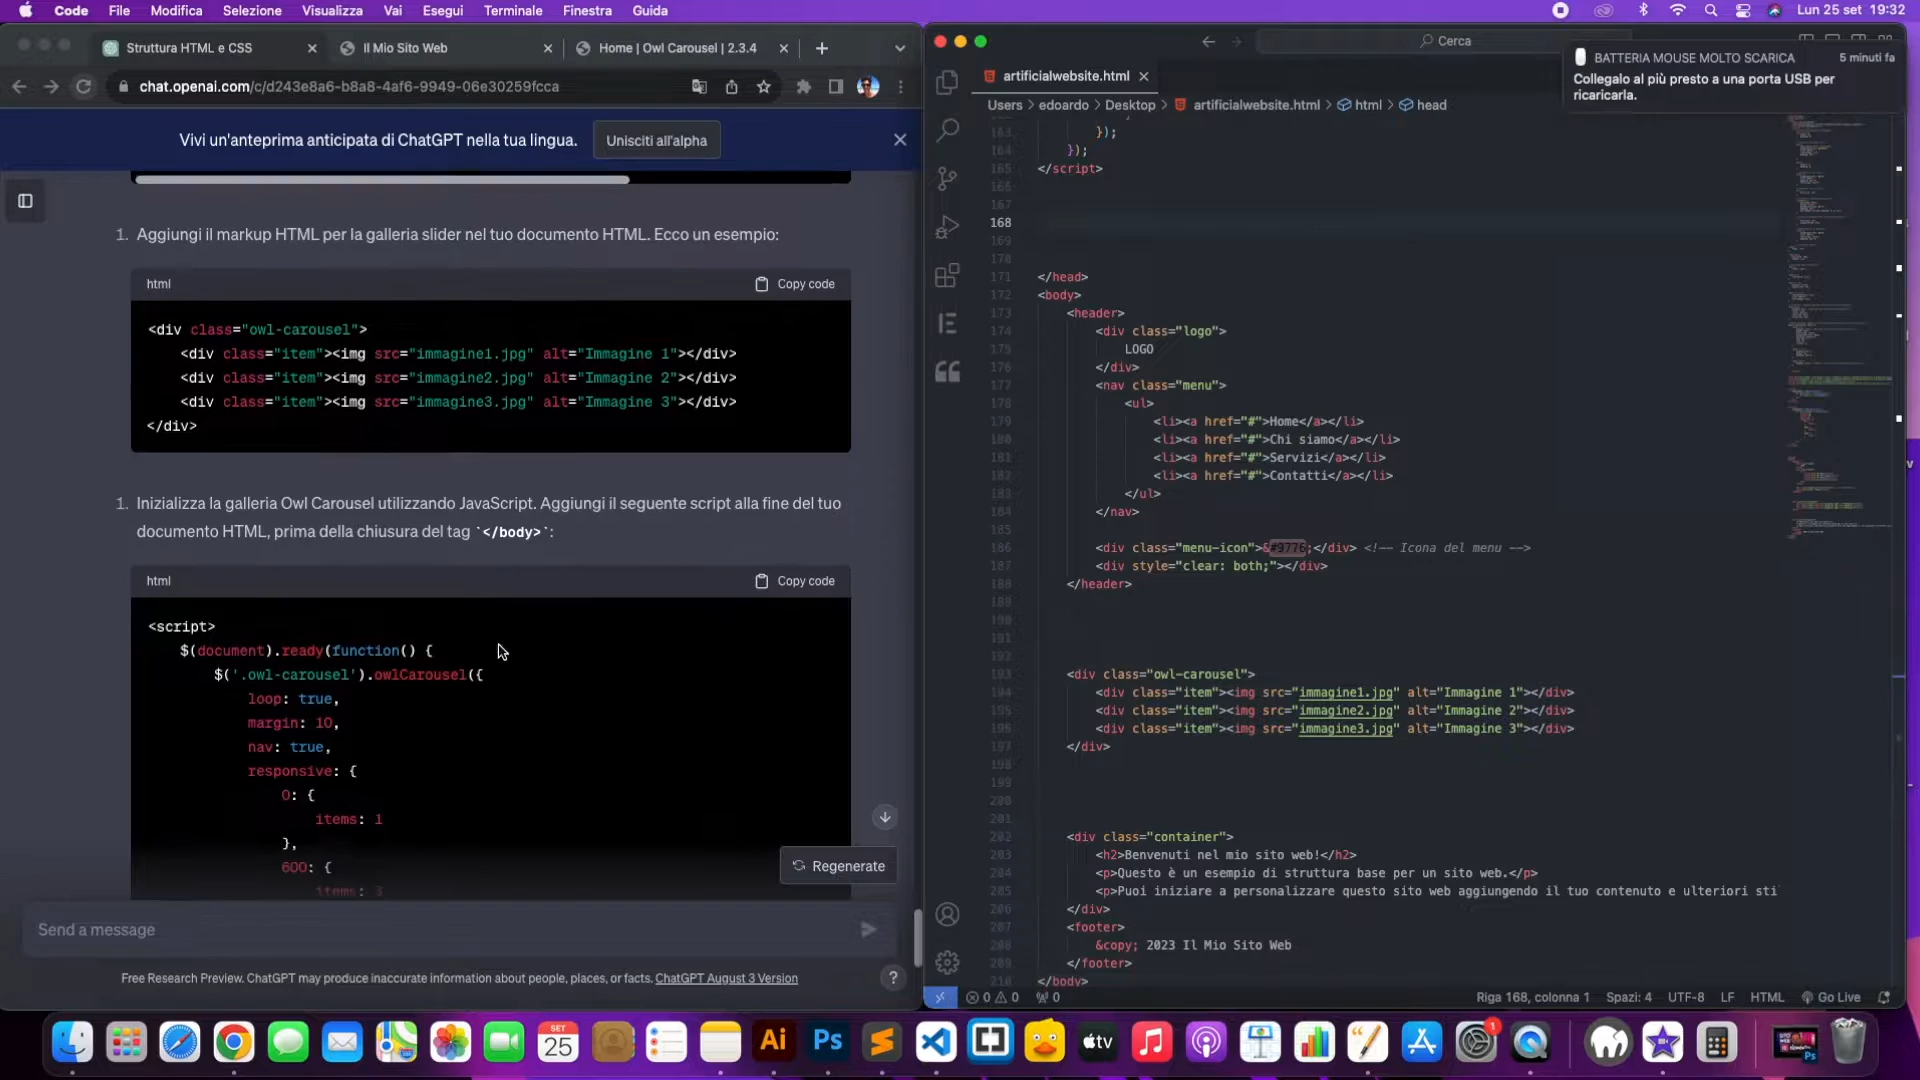 Code File Modifica Selezione Visualizza Vai Esegui Terminale Finestra Guida
Lun 25 set 19:32
Struttura HTML e CSS
Il Mio Sito Web
Home | Owl Carousel | 2.3.4
chat.openai.com/c/d243e8a6-b8a8-4af6-9949-06e30259fcca
Vivi un'anteprima anticipata di ChatGPT nella tua lingua. Unisciti all'alpha
1. Aggiungi il markup HTML per la galleria slider nel tuo documento HTML. Ecco un esempio:
html Copy code
<div class="owl-carousel">
<div class="item"><img src="immagine1.jpg" alt="Immagine 1"></div>
<div class="item"><img src="immagine2.jpg" alt="Immagine 2"></div>
<div class="item"><img src="immagine3.jpg" alt="Immagine 3"></div>
</div>
1. Inizializza la galleria Owl Carousel utilizzando JavaScript. Aggiungi il seguente script alla fine del tuo
documento HTML, prima della chiusura del tag `</body>`:
html Copy code
<script>
$(document).ready(function() {
$('.owl-carousel').owlCarousel({
loop: true,
margin: 10,
nav: true,
responsive: {
0: {
items: 1
},
600: {
items: 3
Regenerate
Send a message
Free Research Preview. ChatGPT may produce inaccurate information about people, places, or facts. ChatGPT August 3 Version
?
Cerca
BATTERIA MOUSE MOLTO SCARICA 5 minuti fa
Collegalo al più presto a una porta USB per
ricaricarla.
artificialwebsite.html
Users > edoardo > Desktop > artificialwebsite.html > html > head
163 });
164 });
165 </script>
166
167
168
169
170
171 </head>
172 <body>
173 <header>
174 <div class="logo">
175 LOGO
176 </div>
177 <nav class="menu">
178 <ul>
179 <li><a href="#">Home</a></li>
180 <li><a href="#">Chi siamo</a></li>
181 <li><a href="#">Servizi</a></li>
182 <li><a href="#">Contatti</a></li>
183 </ul>
184 </nav>
185
186 <div class="menu-icon">&#9776;</div> <!-- Icona del menu -->
187 <div style="clear: both;"></div>
188 </header>
189
190
191
192
193 <div class="owl-carousel">
194 <div class="item"><img src="immagine1.jpg" alt="Immagine 1"></div>
195 <div class="item"><img src="immagine2.jpg" alt="Immagine 2"></div>
196 <div class="item"><img src="immagine3.jpg" alt="Immagine 3"></div>
197 </div>
198
199
200
201
202 <div class="container">
203 <h2>Benvenuti nel mio sito web!</h2>
204 <p>Questo è un esempio di struttura base per un sito web.</p>
205 <p>Puoi iniziare a personalizzare questo sito web aggiungendo il tuo contenuto e ulteriori sti
206 </div>
207 <footer>
208 &copy; 2023 Il Mio Sito Web
209 </footer>
210 </body>
0 0 0 Riga 168, colonna 1 Spazi: 4 UTF-8 LF HTML Go Live
SET
25
Ai
Ps
tv
1